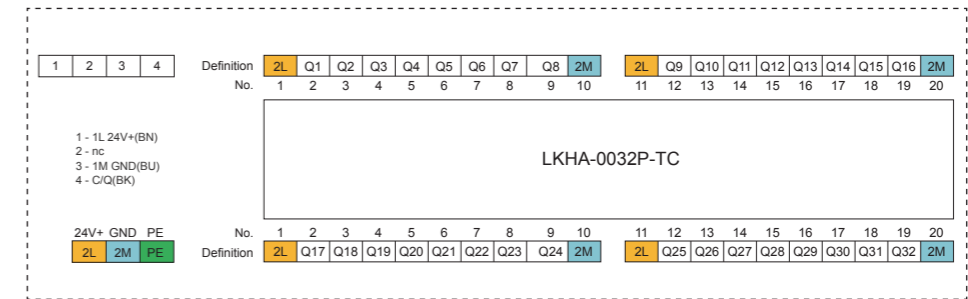 1 2 3 4 Definition 2L Q1 Q2 Q3 Q4 Q5 Q6 Q7 Q8 2M 2L Q9 Q10 Q11 Q12 Q13 Q14 Q15 Q16 2M
No. 1 2 3 4 5 6 7 8 9 10 11 12 13 14 15 16 17 18 19 20
1 - 1L 24V+(BN)
2 - nc
3 - 1M GND(BU)
4 - C/Q(BK)
LKHA-0032P-TC
24V+ GND PE No. 1 2 3 4 5 6 7 8 9 10 11 12 13 14 15 16 17 18 19 20
2L 2M PE Definition 2L Q17 Q18 Q19 Q20 Q21 Q22 Q23 Q24 2M 2L Q25 Q26 Q27 Q28 Q29 Q30 Q31 Q32 2M